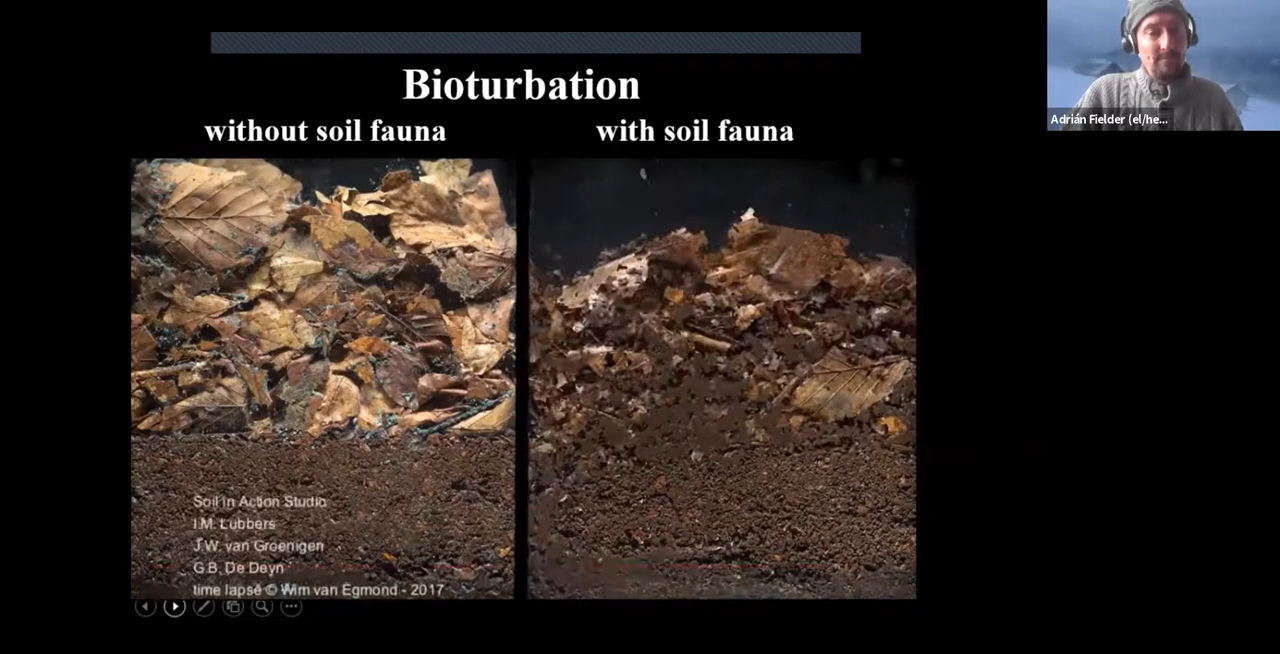 Bioturbation
without soil fauna
with soil fauna
Adrián Fielder (el/he...
Soil in Action Studio
I.M. Lubbers
J.W. van Groenigen
G.B. De Deyn
time lapse © Wim van Egmond - 2017